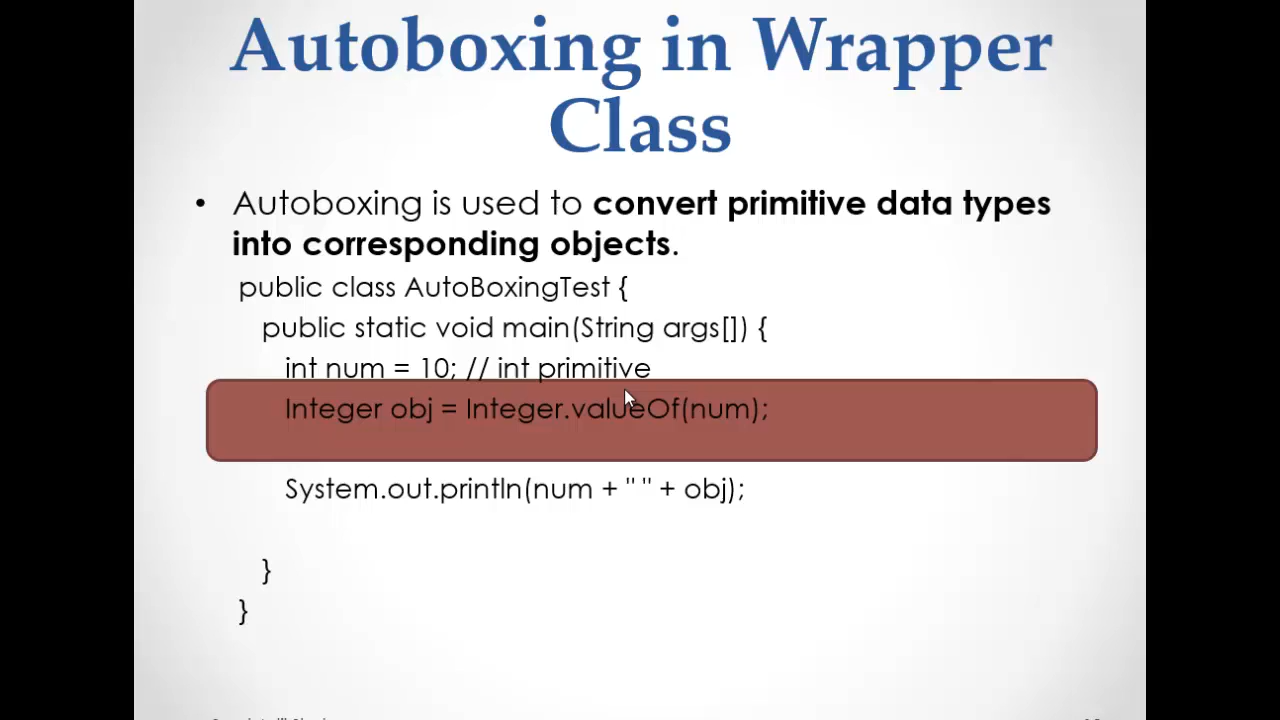 Autoboxing in Wrapper
Class
• Autoboxing is used to convert primitive data types
into corresponding objects.
public class AutoBoxingTest {
public static void main(String args[]) {
int num = 10; // int primitive
Integer obj = Integer.valueOf(num);
System.out.println(num + " " + obj);
}
}